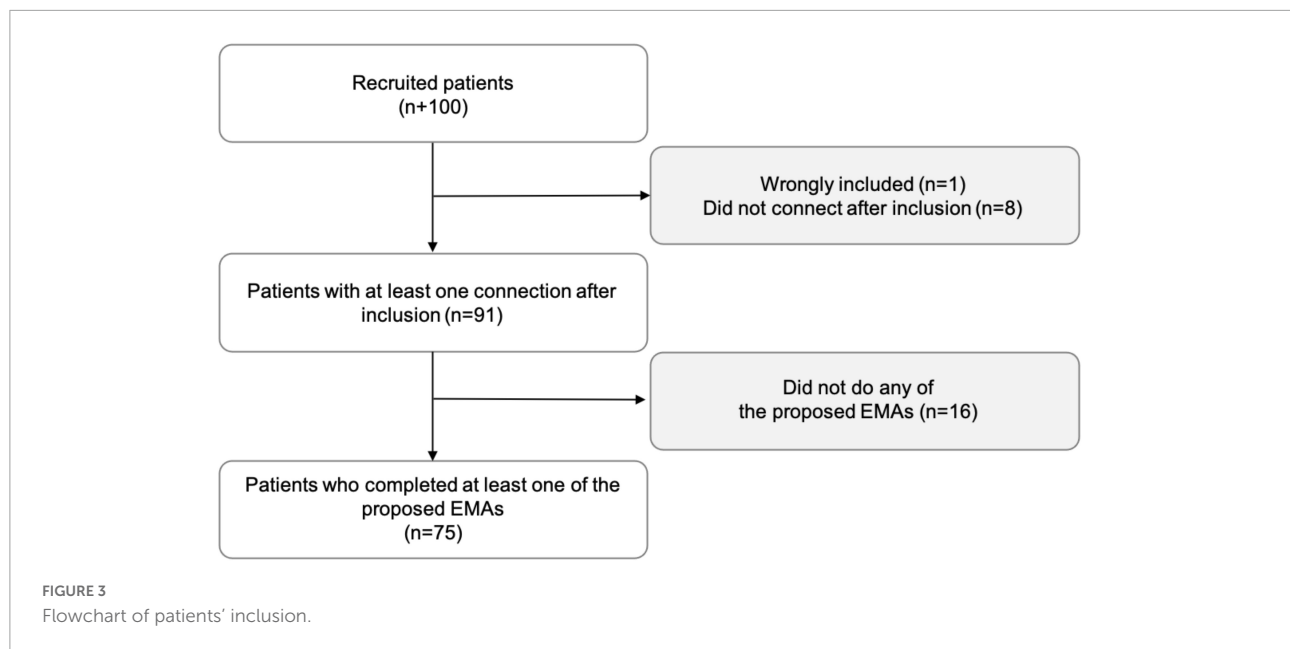 Recruited patients
(n+100)
Wrongly included (n=1)
Did not connect after inclusion (n=8)
Patients with at least one connection after
inclusion (n=91)
Did not do any of
the proposed EMAs (n=16)
Patients who completed at least one of the
proposed EMAs
(n=75)
FIGURE 3
Flowchart of patients’ inclusion.